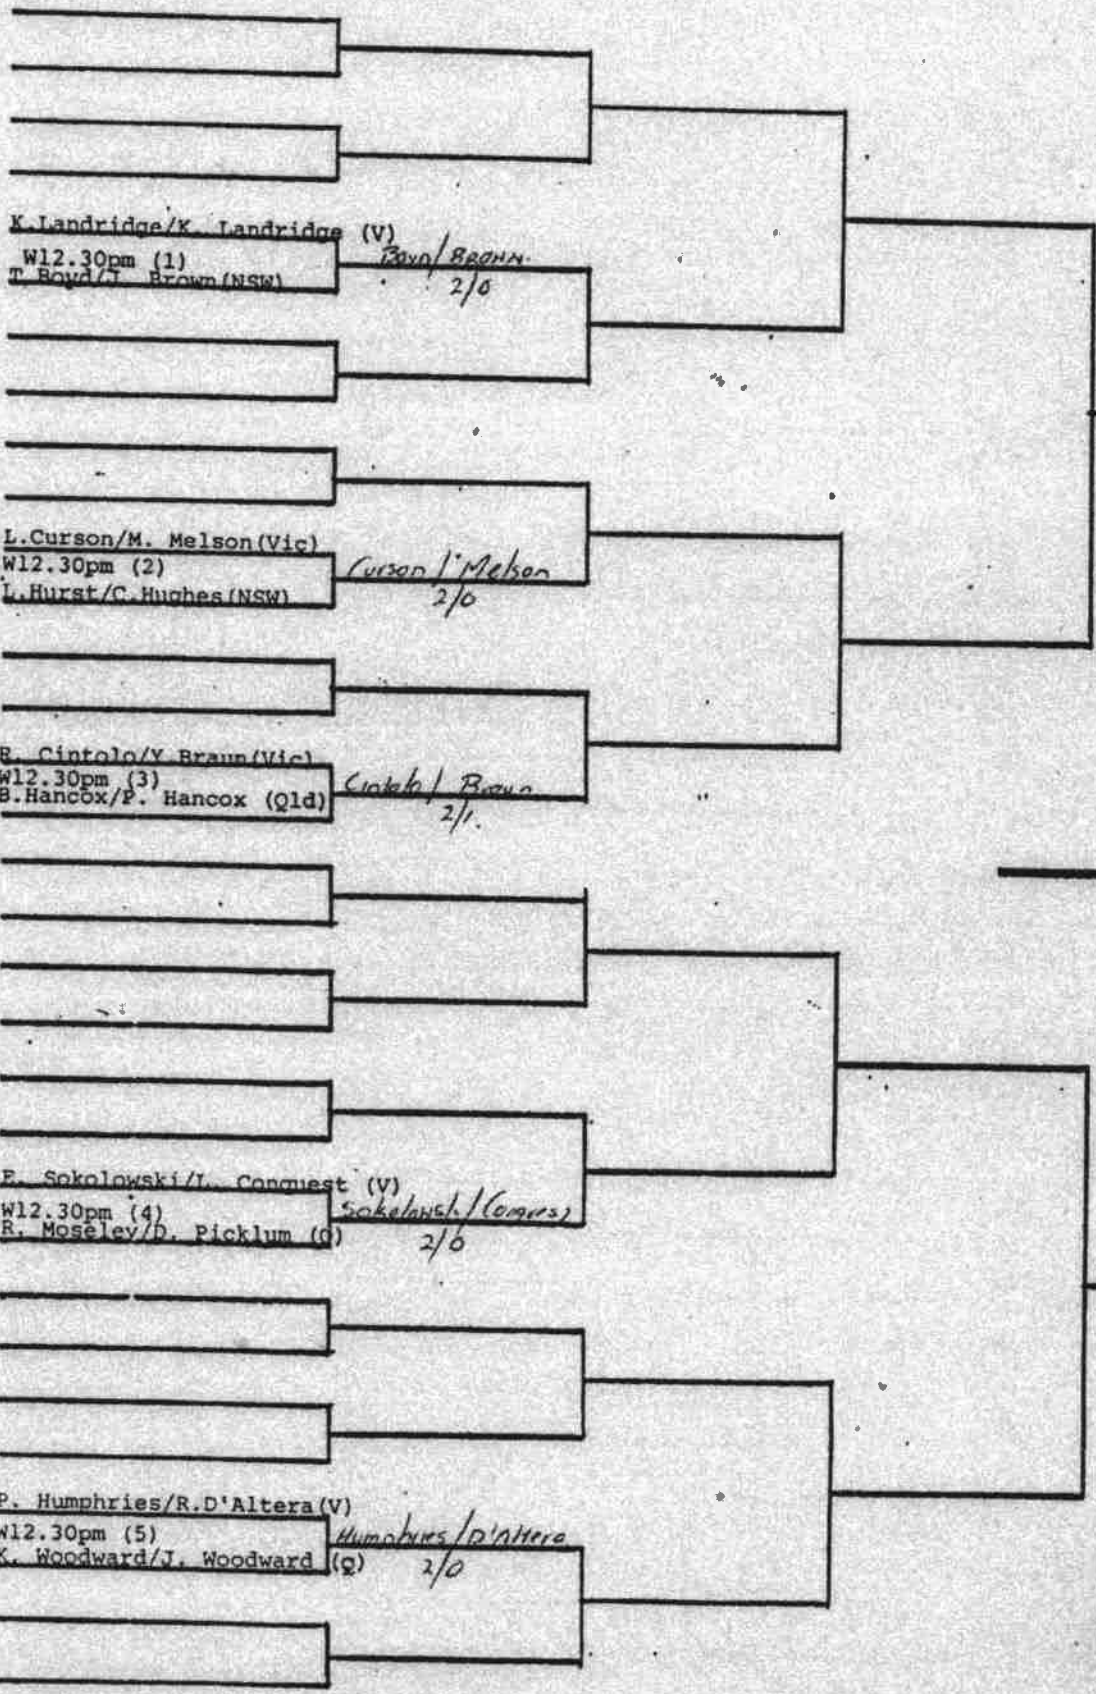 K.Landridge/K. Landridge (V)
W12.30pm (1)
T Boyd/J. Brown(NSW)
Boyd/BROWN.
2/0
L.Curson/M. Melson(Vic)
W12.30pm (2)
L.Hurst/C.Hughes(NSW)
Curson/Melson
2/0
R. Cintolo/Y Braun(Vic)
W12.30pm (3)
B.Hancox/P. Hancox (Qld)
Cintolo/Braun
2/1.
E. Sokolowski/L. Conquest (V)
W12.30pm (4)
R. Moseley/D. Picklum (Q)
Sokolowski/
2/0
P. Humphries/R.D'Altera(V)
W12.30pm (5)
K. Woodward/J. Woodward (Q)
Humphries/D'Altera
2/0